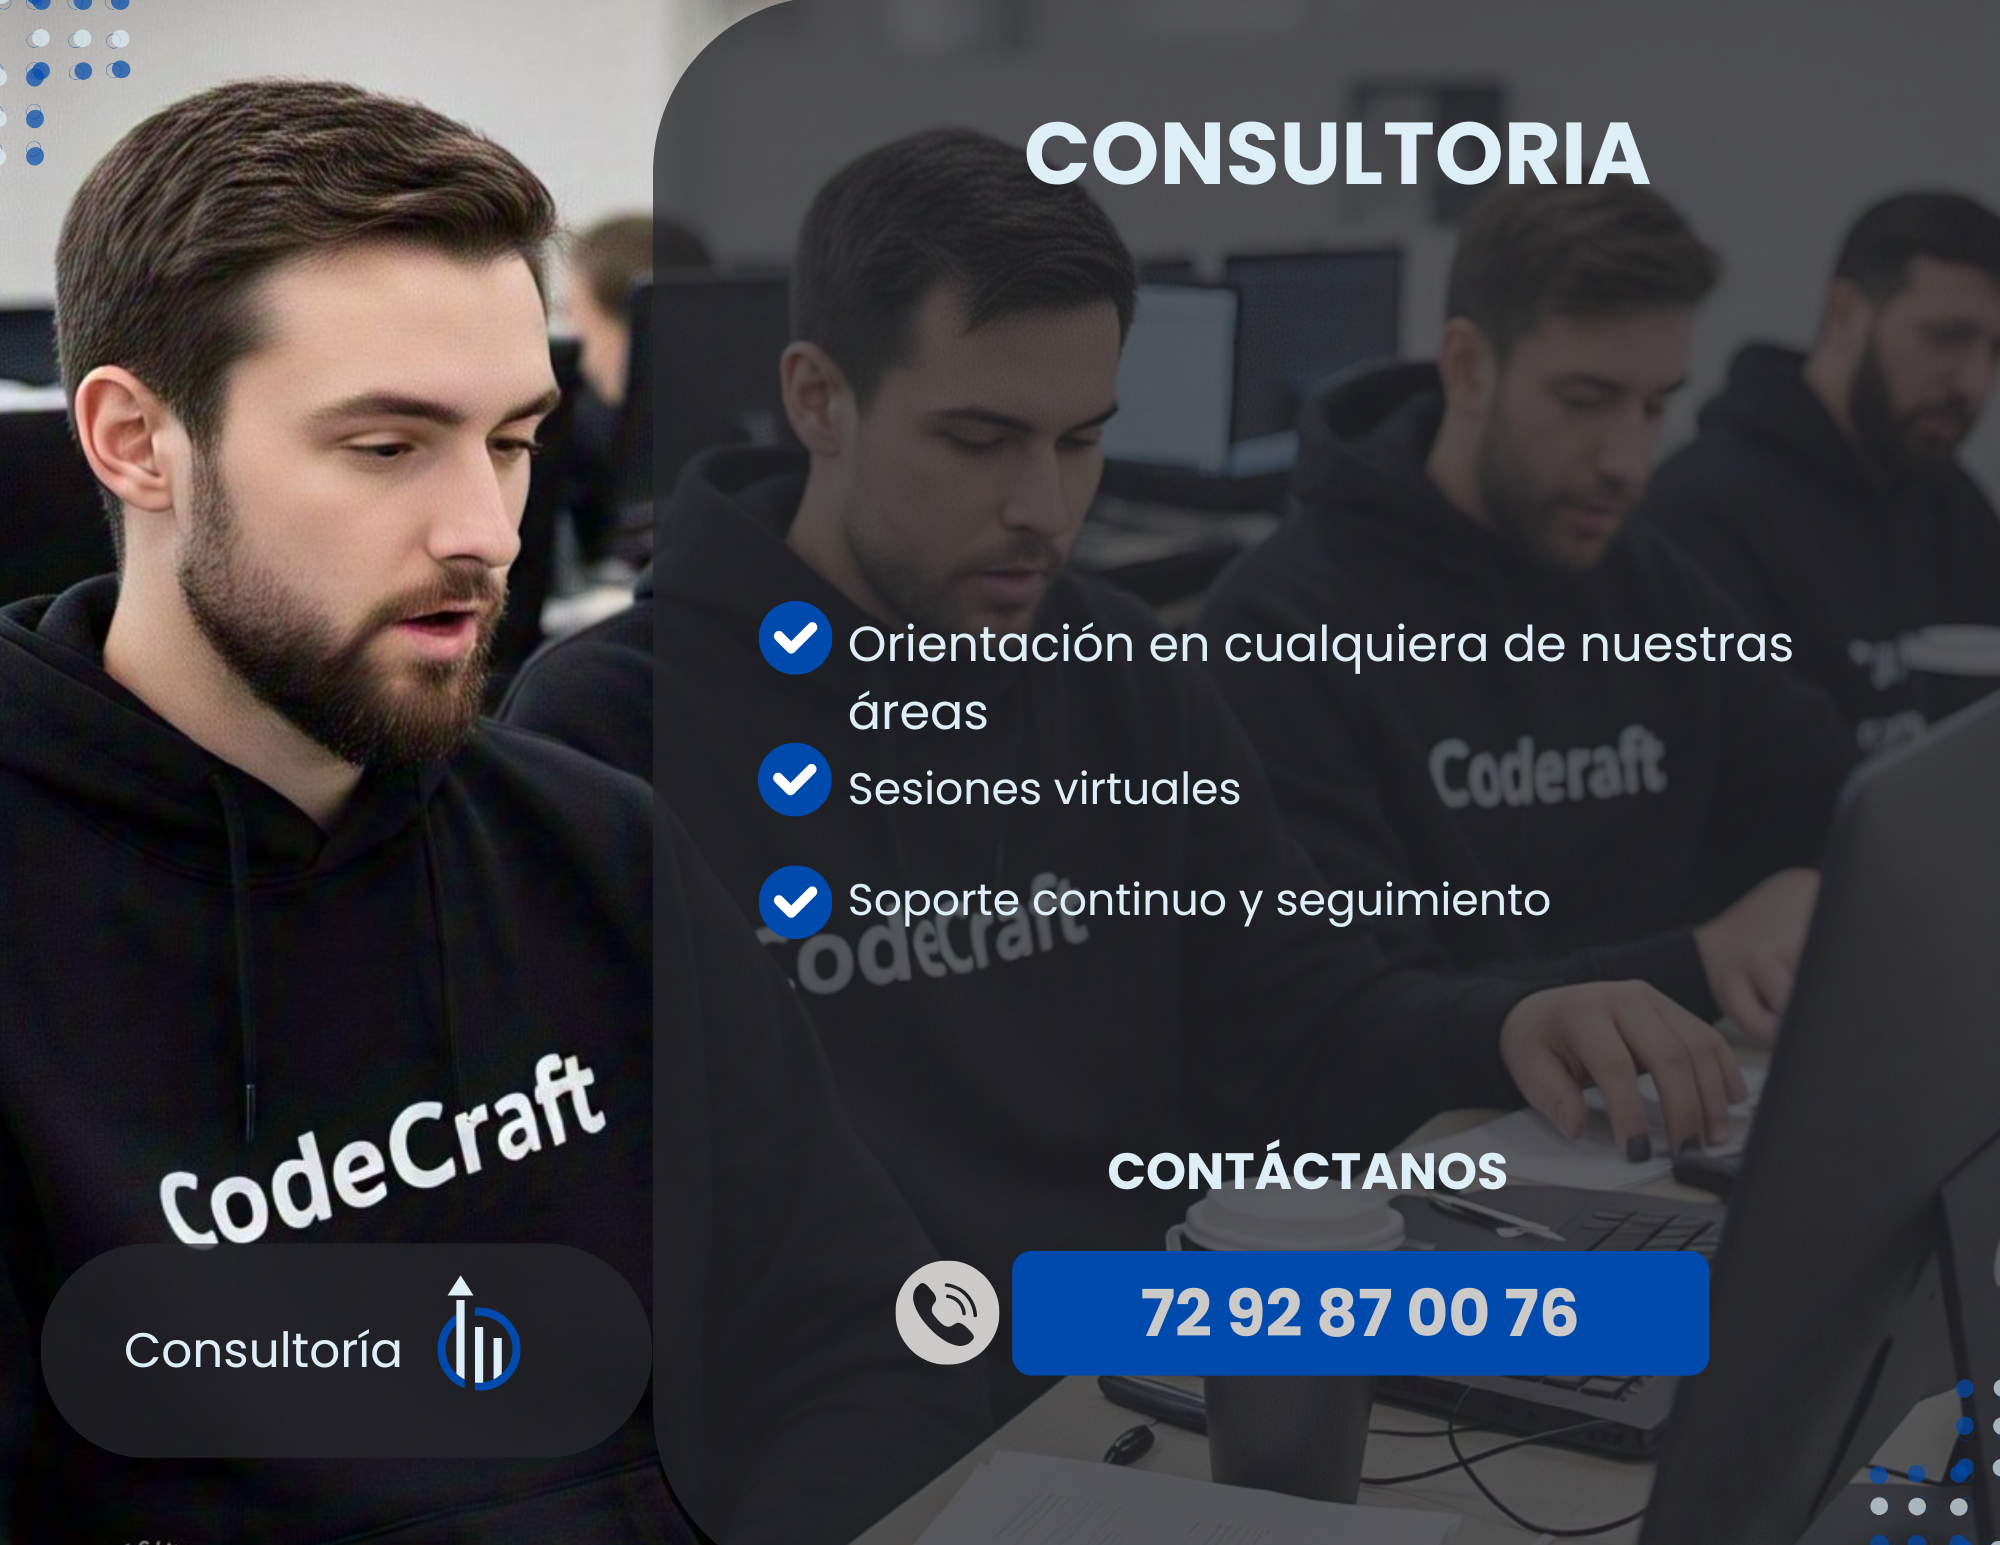 CONSULTORIA
Orientación en cualquiera de nuestras
áreas
Sesiones virtuales
Soporte continuo y seguimiento
CodeCraft
Coderaft
CodeCraft
CONTÁCTANOS
72 92 87 00 76
Consultoría